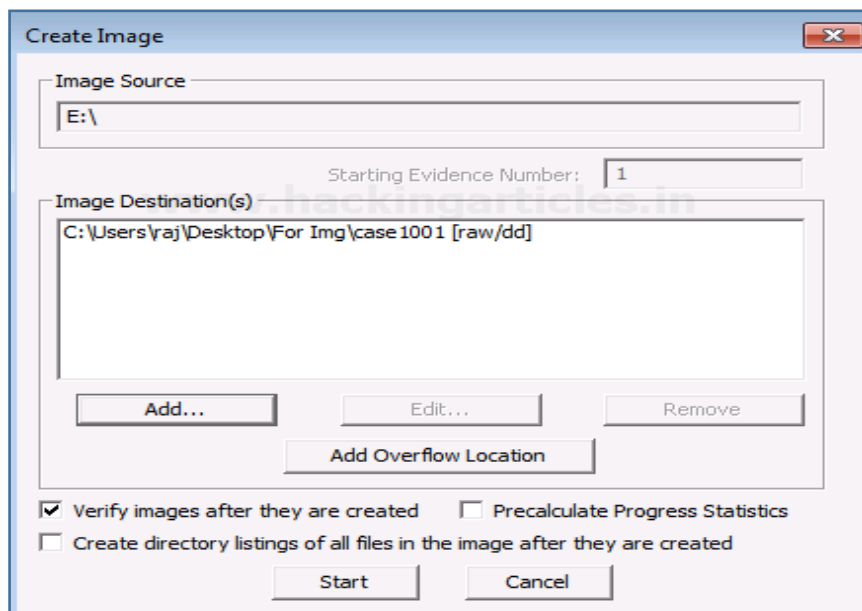 Create Image
Image Source
E:\
Starting Evidence Number: 1
www.hackingarticles.in
Image Destination(s)
C:\Users\raj\Desktop\For Img\case1001 [raw/dd]
Add... Edit... Remove
Add Overflow Location
Verify images after they are created Precalculate Progress Statistics
Create directory listings of all files in the image after they are created
Start Cancel